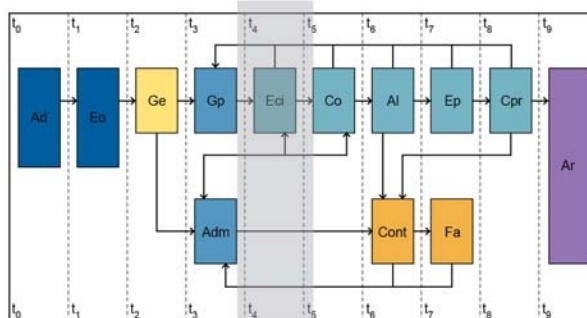 t0 t1 t2 t3 t4 t5 t6 t7 t8 t9
Ad Eo Ge Gp Eci Co Al Ep Cpr
Ar
Adm Cont Fa
t0 t1 t2 t3 t4 t5 t6 t7 t8 t9